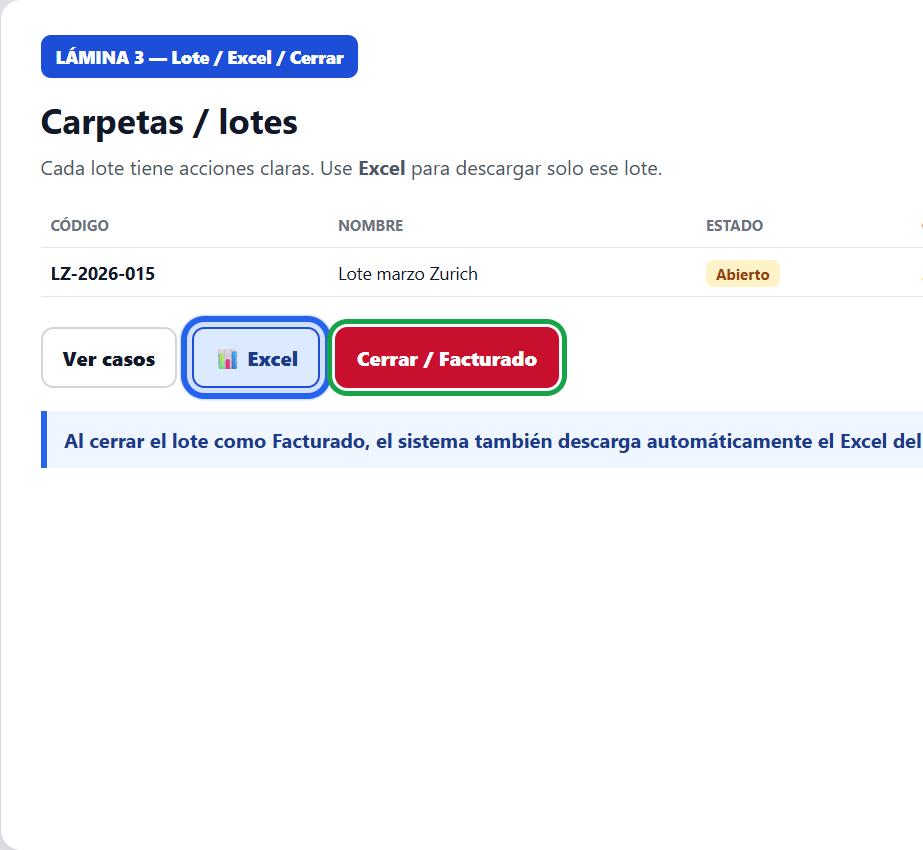 LÁMINA 3 — Lote / Excel / Cerrar
Carpetas / lotes
Cada lote tiene acciones claras. Use Excel para descargar solo ese lote.
CÓDIGO NOMBRE ESTADO
LZ-2026-015 Lote marzo Zurich Abierto
Ver casos Excel Cerrar / Facturado
Al cerrar el lote como Facturado, el sistema también descarga automáticamente el Excel del